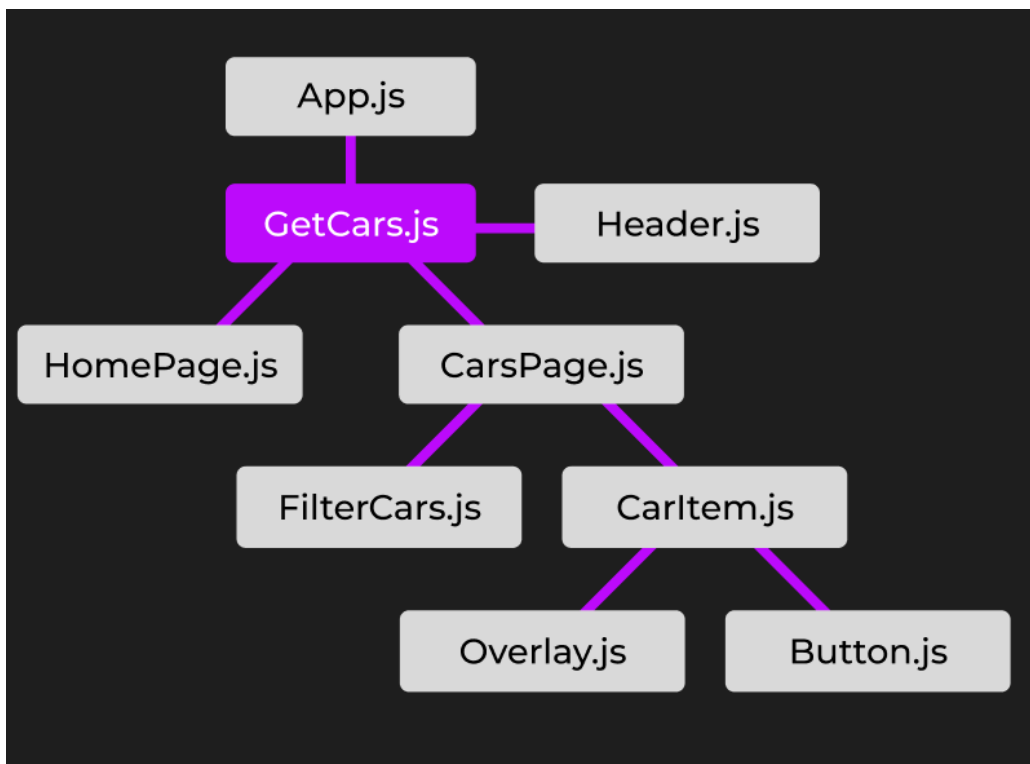 App.js
GetCars.js
Header.js
HomePage.js
CarsPage.js
FilterCars.js
CarItem.js
Overlay.js
Button.js